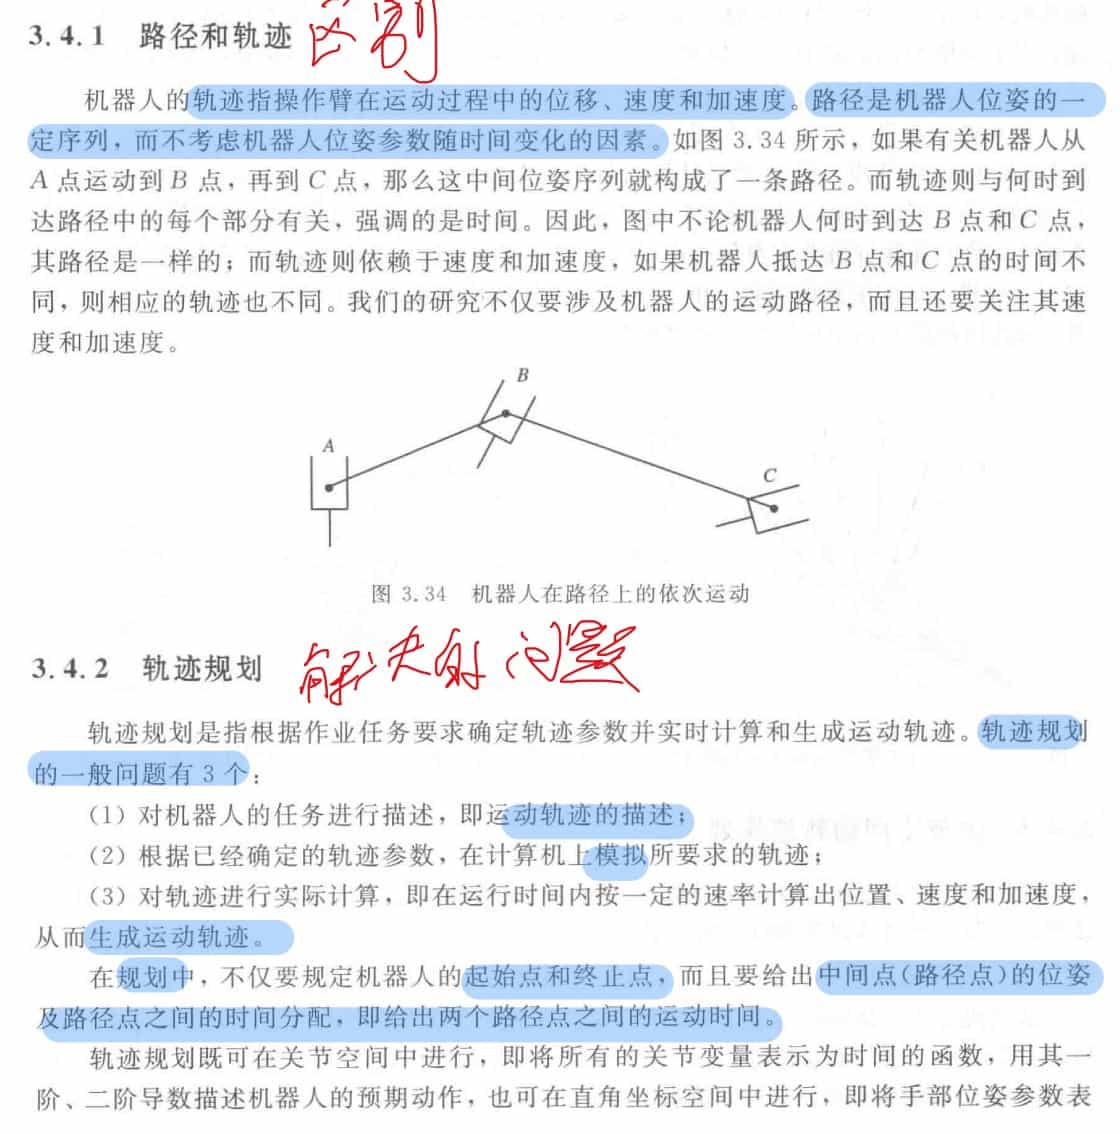 3.4.1 路径和轨迹 区别
机器人的轨迹指操作臂在运动过程中的位移、速度和加速度。路径是机器人位姿的一
定序列，而不考虑机器人位姿参数随时间变化的因素。如图 3.34 所示，如果有关机器人从
A 点运动到 B 点，再到 C 点，那么这中间位姿序列就构成了一条路径。而轨迹则与何时到
达路径中的每个部分有关，强调的是时间。因此，图中不论机器人何时到达 B 点和 C 点，
其路径是一样的；而轨迹则依赖于速度和加速度，如果机器人抵达 B 点和 C 点的时间不
同，则相应的轨迹也不同。我们的研究不仅要涉及机器人的运动路径，而且还要关注其速
度和加速度。
B
A
C
图 3.34 机器人在路径上的依次运动
3.4.2 轨迹规划 解决的问题
轨迹规划是指根据作业任务要求确定轨迹参数并实时计算和生成运动轨迹。轨迹规划
的一般问题有 3 个：
（1）对机器人的任务进行描述，即运动轨迹的描述；
（2）根据已经确定的轨迹参数，在计算机上模拟所要求的轨迹；
（3）对轨迹进行实际计算，即在运行时间内按一定的速率计算出位置、速度和加速度，
从而生成运动轨迹。
在规划中，不仅要规定机器人的起始点和终止点，而且要给出中间点（路径点）的位姿
及路径点之间的时间分配，即给出两个路径点之间的运动时间。
轨迹规划既可在关节空间中进行，即将所有的关节变量表示为时间的函数，用其一
阶、二阶导数描述机器人的预期动作，也可在直角坐标空间中进行，即将手部位姿参数表